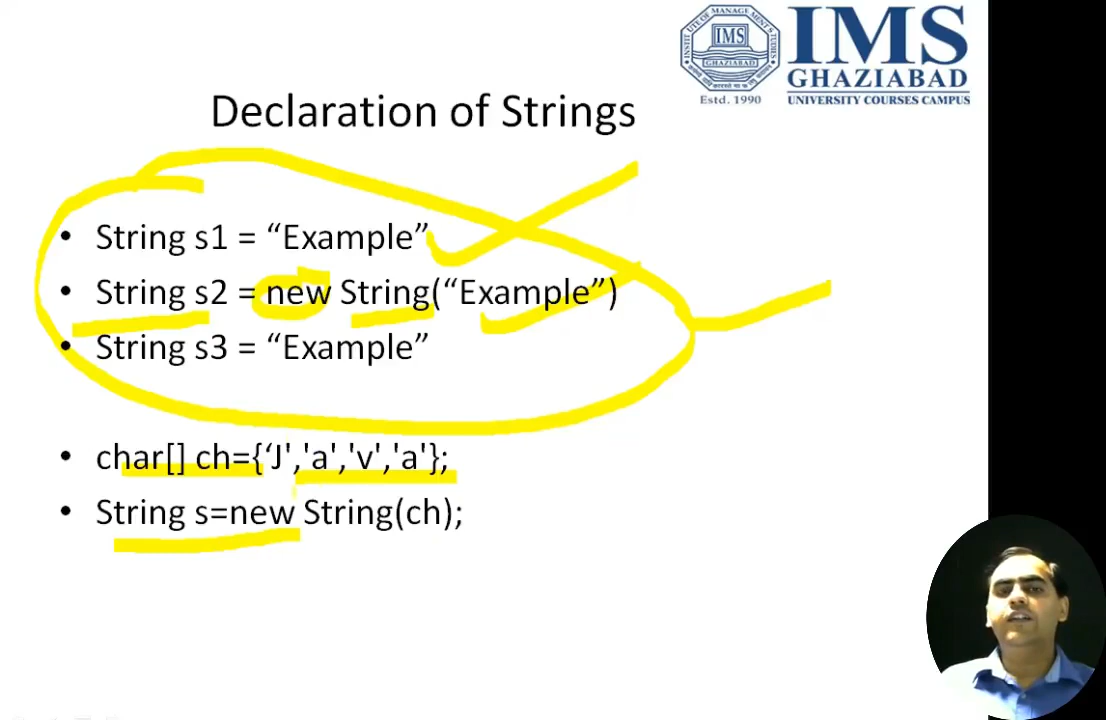 IMS
GHAZIABAD
Estd. 1990
UNIVERSITY COURSES CAMPUS
Declaration of Strings
• String s1 = “Example”
• String s2 = new String(“Example”)
• String s3 = “Example”
• char[] ch={‘J','a','v','a'};
• String s=new String(ch);